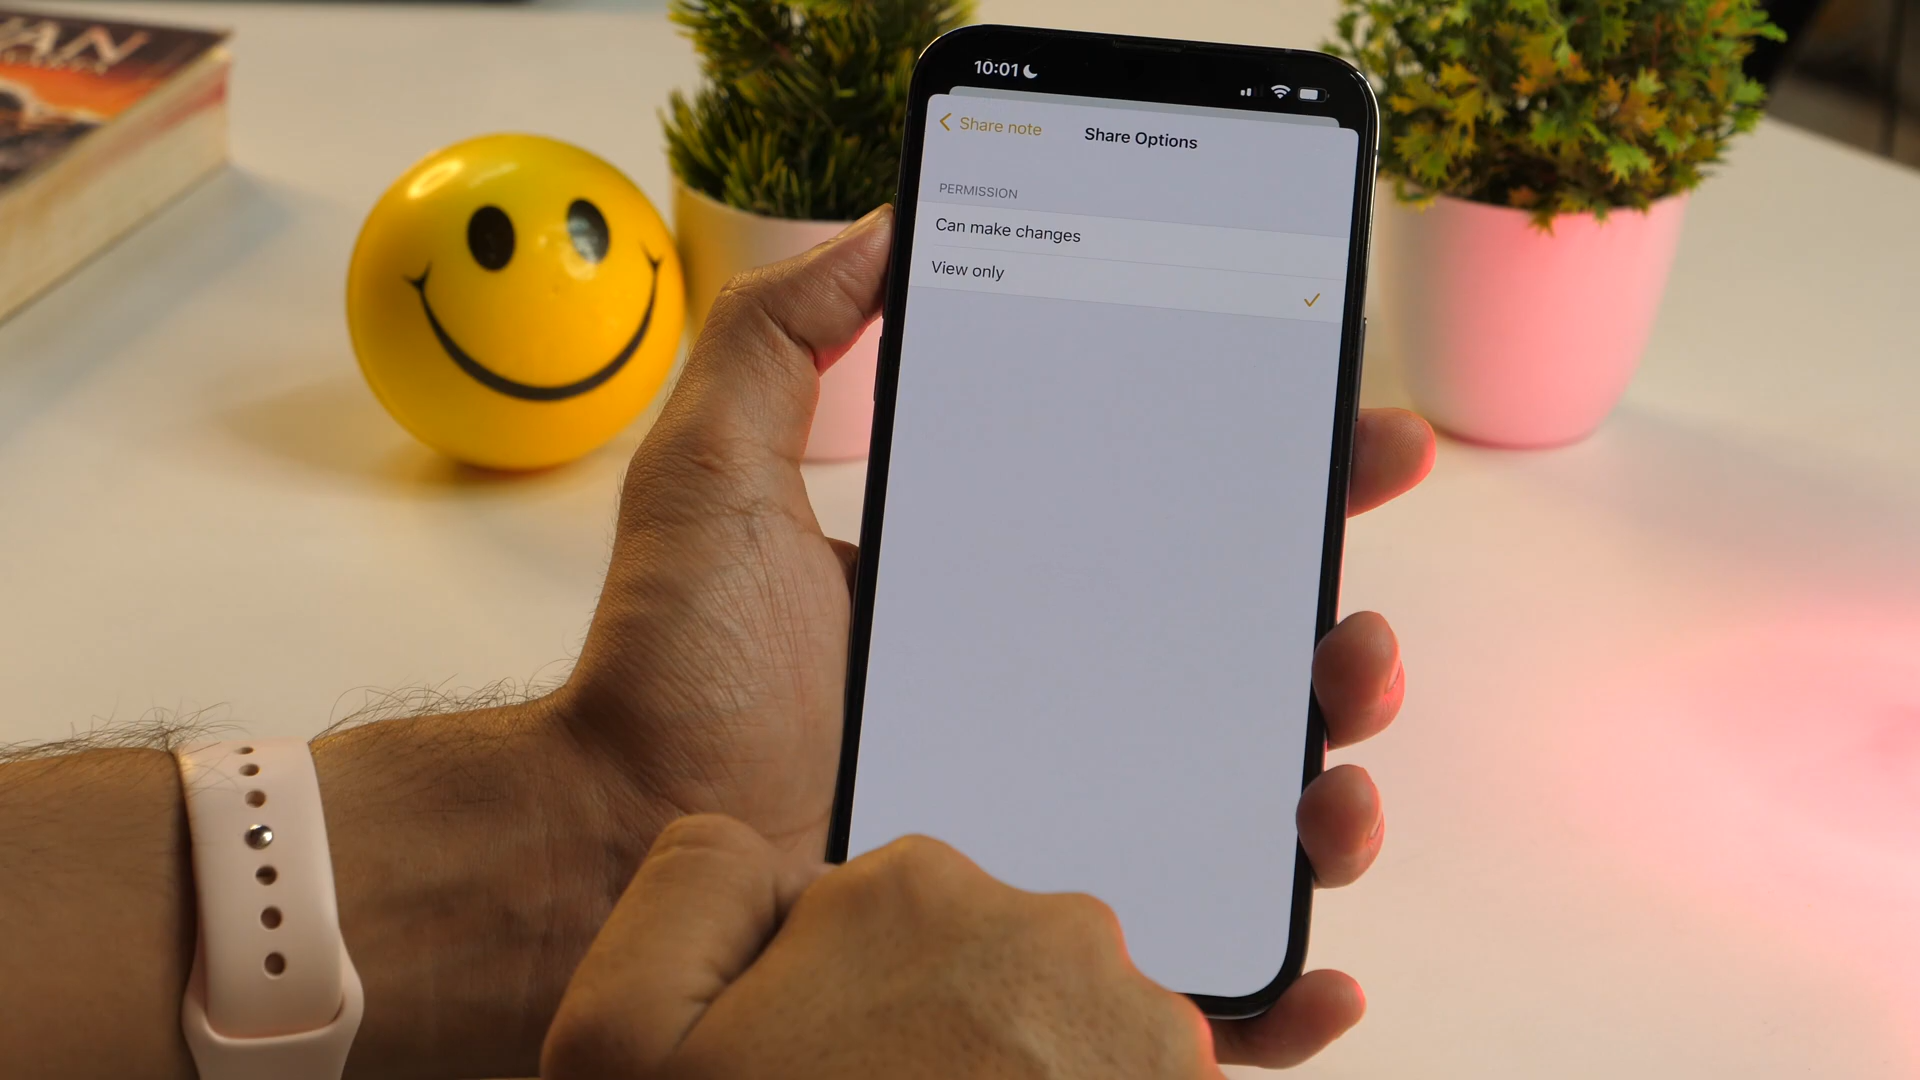 10:01
Share note
Share Options
PERMISSION
Can make changes
View only